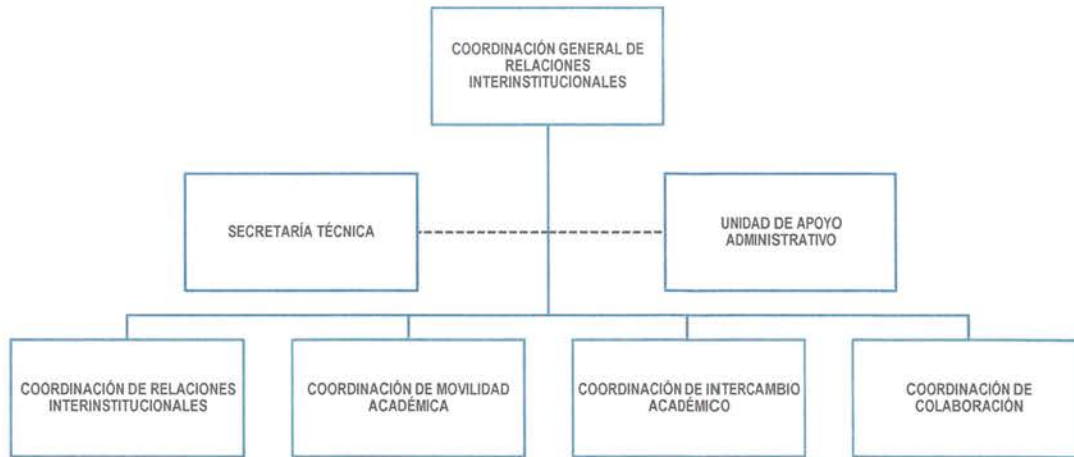 COORDINACIÓN GENERAL DE
RELACIONES
INTERINSTITUCIONALES
SECRETARÍA TÉCNICA
UNIDAD DE APOYO
ADMINISTRATIVO
COORDINACIÓN DE RELACIONES
INTERINSTITUCIONALES
COORDINACIÓN DE MOVILIDAD
ACADÉMICA
COORDINACIÓN DE INTERCAMBIO
ACADÉMICO
COORDINACIÓN DE
COLABORACIÓN